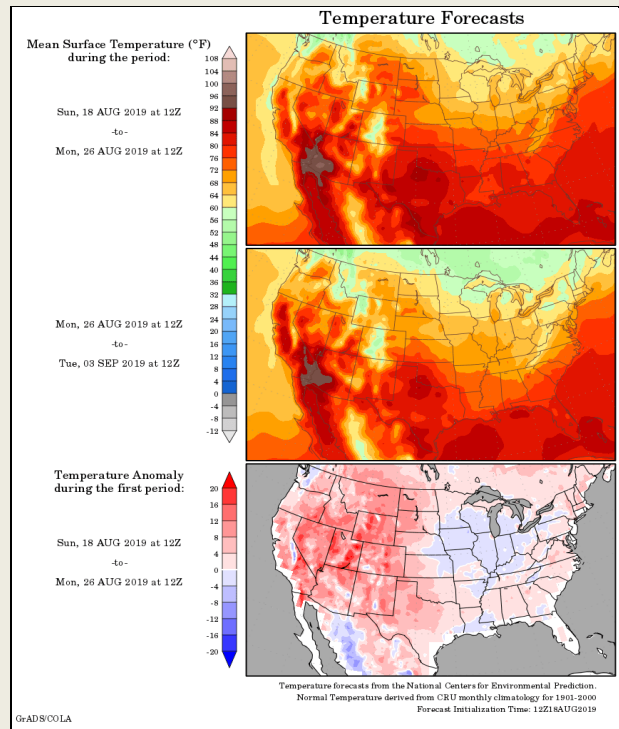 Temperature Forecasts
Mean Surface Temperature (°F)
during the period:
Sun, 18 AUG 2019 at 12Z
-to-
Mon, 26 AUG 2019 at 12Z
108
104
100
96
92
88
84
80
76
72
68
64
60
56
52
48
44
40
36
32
28
24
20
16
12
8
4
0
-4
-8
-12
Mon, 26 AUG 2019 at 12Z
-to-
Tue, 03 SEP 2019 at 12Z
Temperature Anomaly
during the first period:
Sun, 18 AUG 2019 at 12Z
-to-
Mon, 26 AUG 2019 at 12Z
20
16
12
8
4
0
-4
-8
-12
-16
-20
Temperature forecasts from the National Centers for Environmental Prediction.
Normal Temperature derived from CRU monthly climatology for 1901-2000
Forecast Initialization Time: 12Z18AUG2019
GrADS/COLA